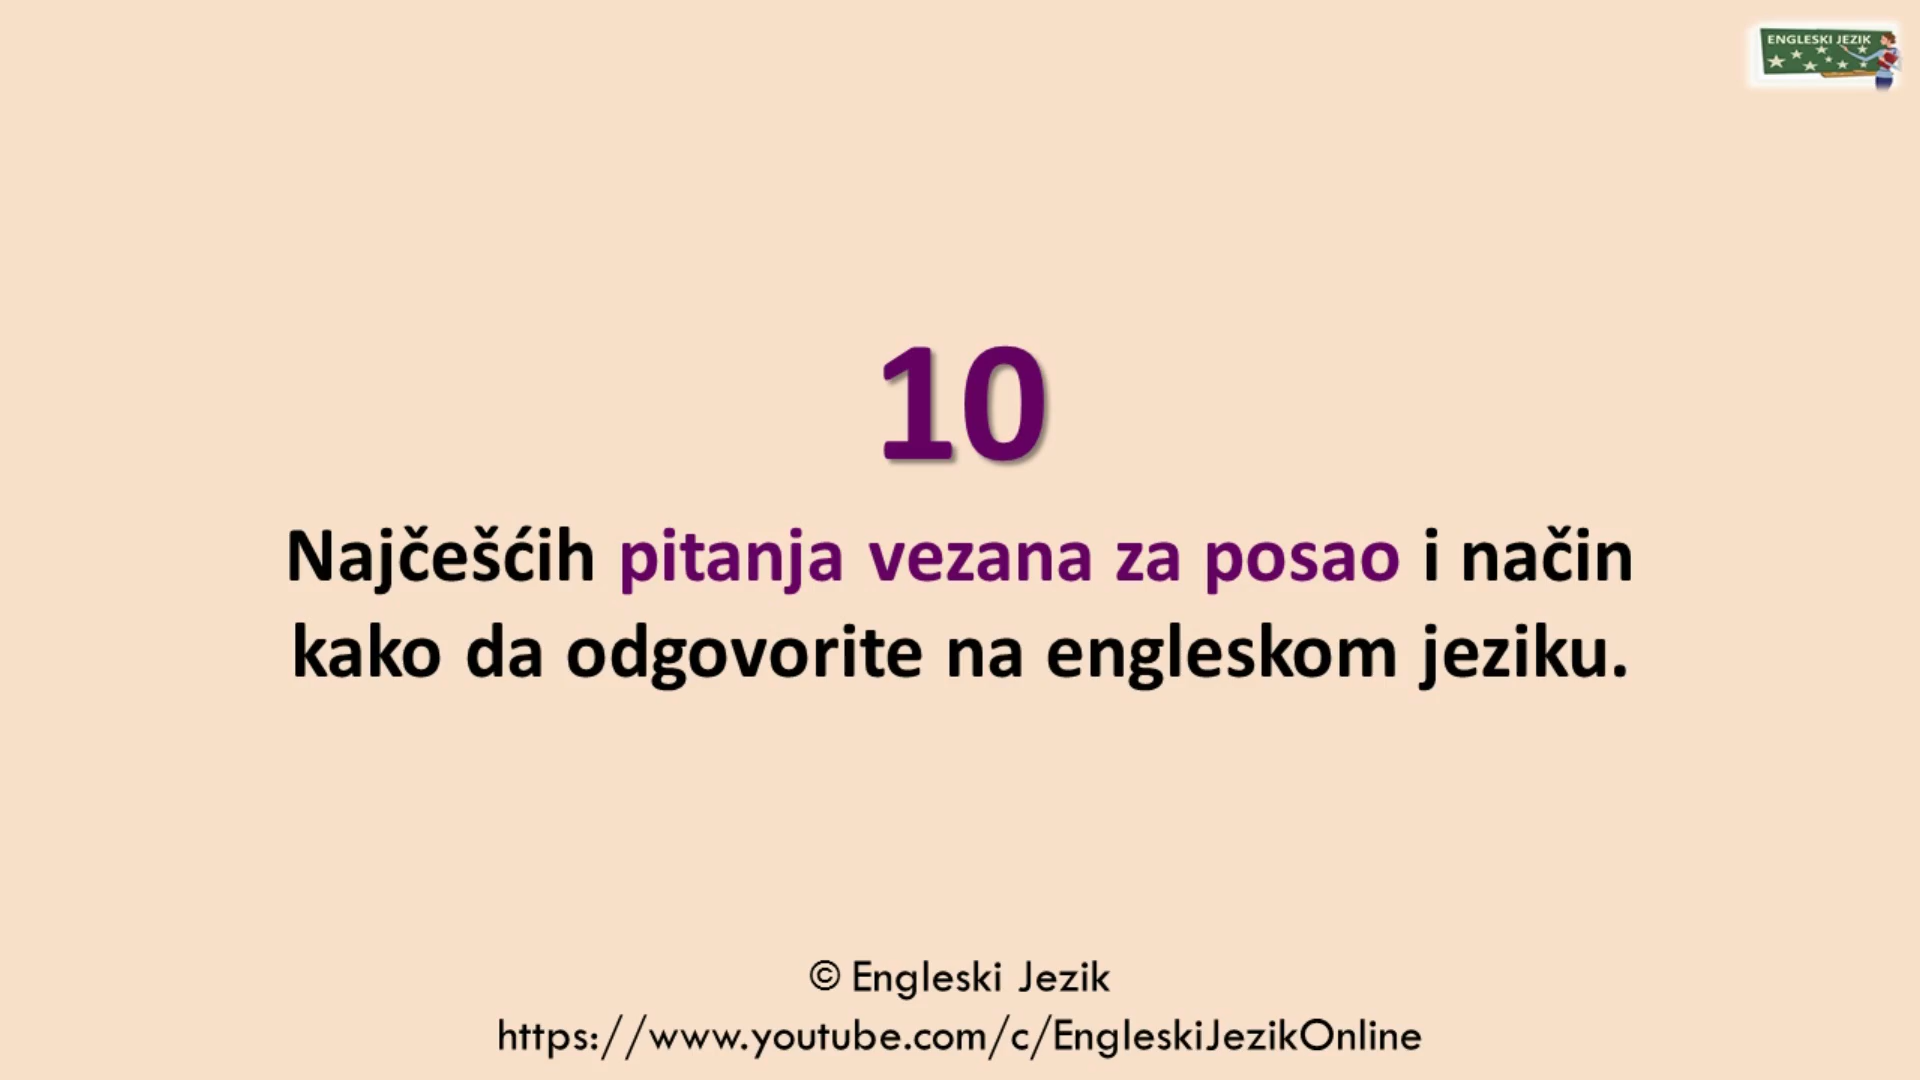 ENGLESKI JEZIK
10
Najčešćih pitanja vezana za posao i način
kako da odgovorite na engleskom jeziku.
© Engleski Jezik
https://www.youtube.com/c/EngleskiJezikOnline